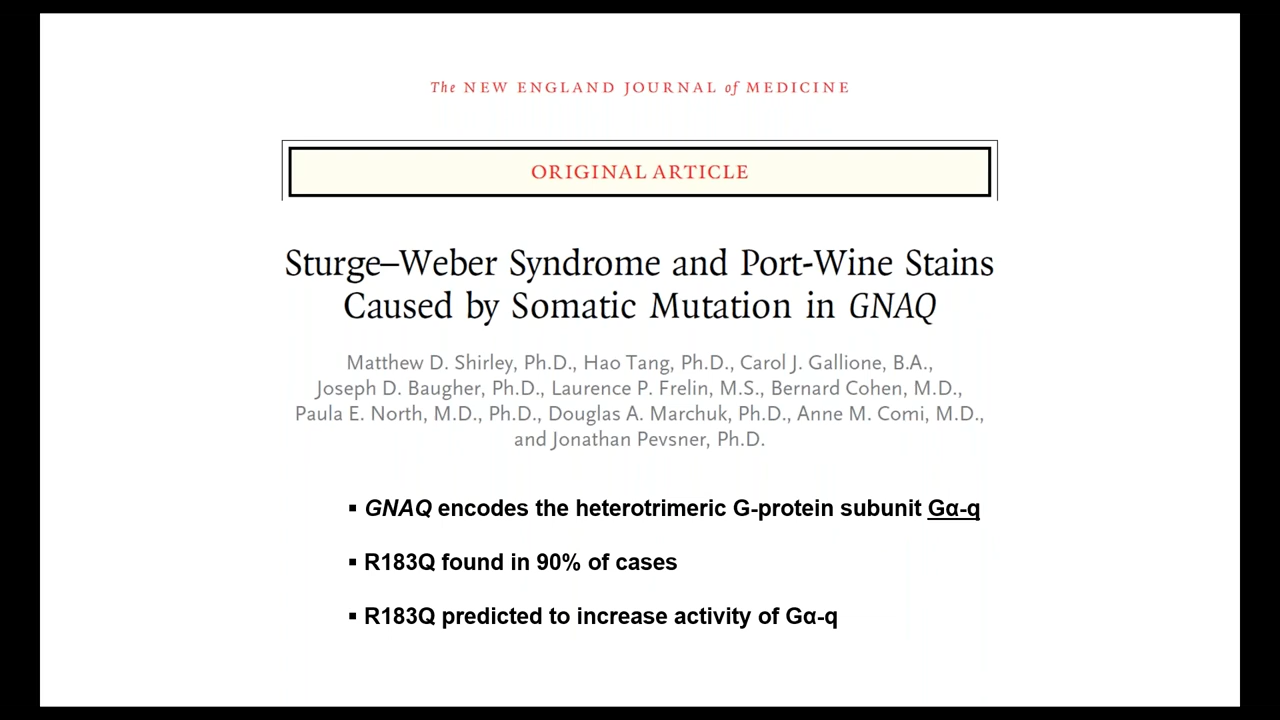 The NEW ENGLAND JOURNAL of MEDICINE
ORIGINAL ARTICLE
Sturge–Weber Syndrome and Port-Wine Stains
Caused by Somatic Mutation in GNAQ
Matthew D. Shirley, Ph.D., Hao Tang, Ph.D., Carol J. Gallione, B.A.,
Joseph D. Baugher, Ph.D., Laurence P. Frelin, M.S., Bernard Cohen, M.D.,
Paula E. North, M.D., Ph.D., Douglas A. Marchuk, Ph.D., Anne M. Comi, M.D.,
and Jonathan Pevsner, Ph.D.
▪ GNAQ encodes the heterotrimeric G-protein subunit Gα-q
▪ R183Q found in 90% of cases
▪ R183Q predicted to increase activity of Gα-q